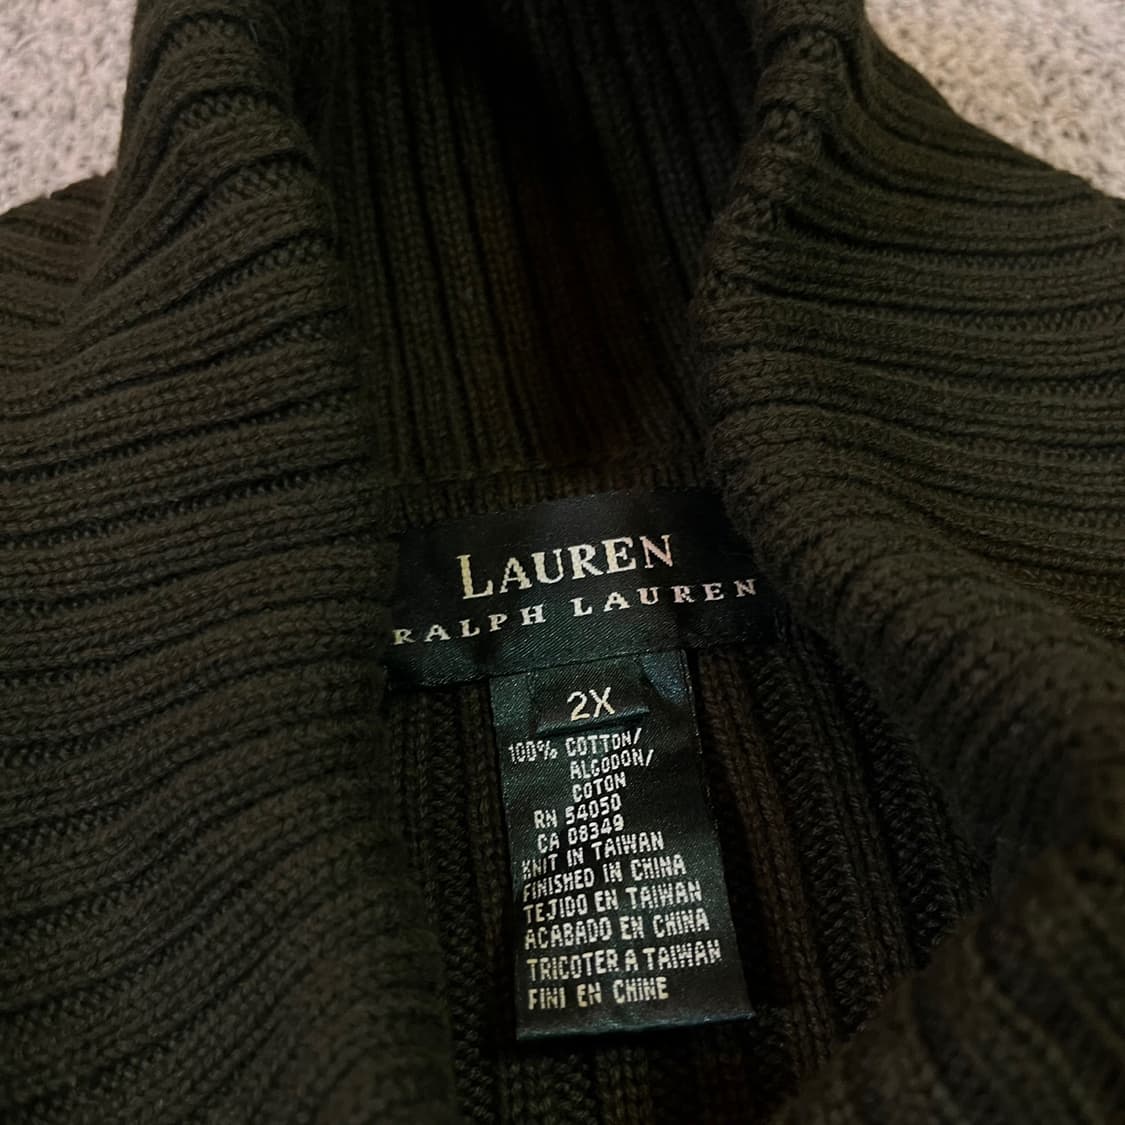 LAUREN
RALPH LAUREN
2X
100% COTTON/
ALGODON/
COTON
RN 54050
CA 08349
KNIT IN TAIWAN
FINISHED IN CHINA
TEJIDO EN TAIWAN
ACABADO EN CHINA
TRICOTER A TAIWAN
FINI EN CHINE